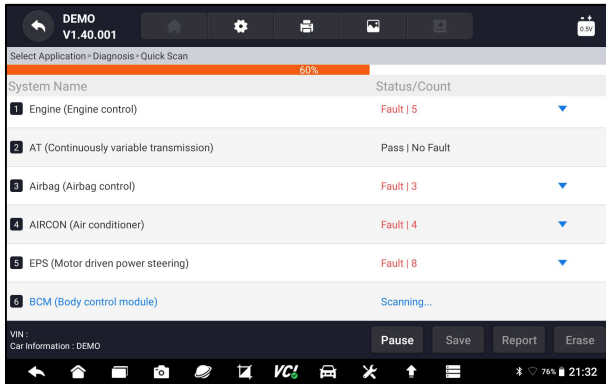 DEMO
V1.40.001
0.5V
Select Application > Diagnosis > Quick Scan
60%
System Name Status/Count
1 Engine (Engine control) Fault | 5
2 AT (Continuously variable transmission) Pass | No Fault
3 Airbag (Airbag control) Fault | 3
4 AIRCON (Air conditioner) Fault | 4
5 EPS (Motor driven power steering) Fault | 8
6 BCM (Body control module) Scanning...
VIN :
Car Information : DEMO
Pause Save Report Erase
VC! 76% 21:32